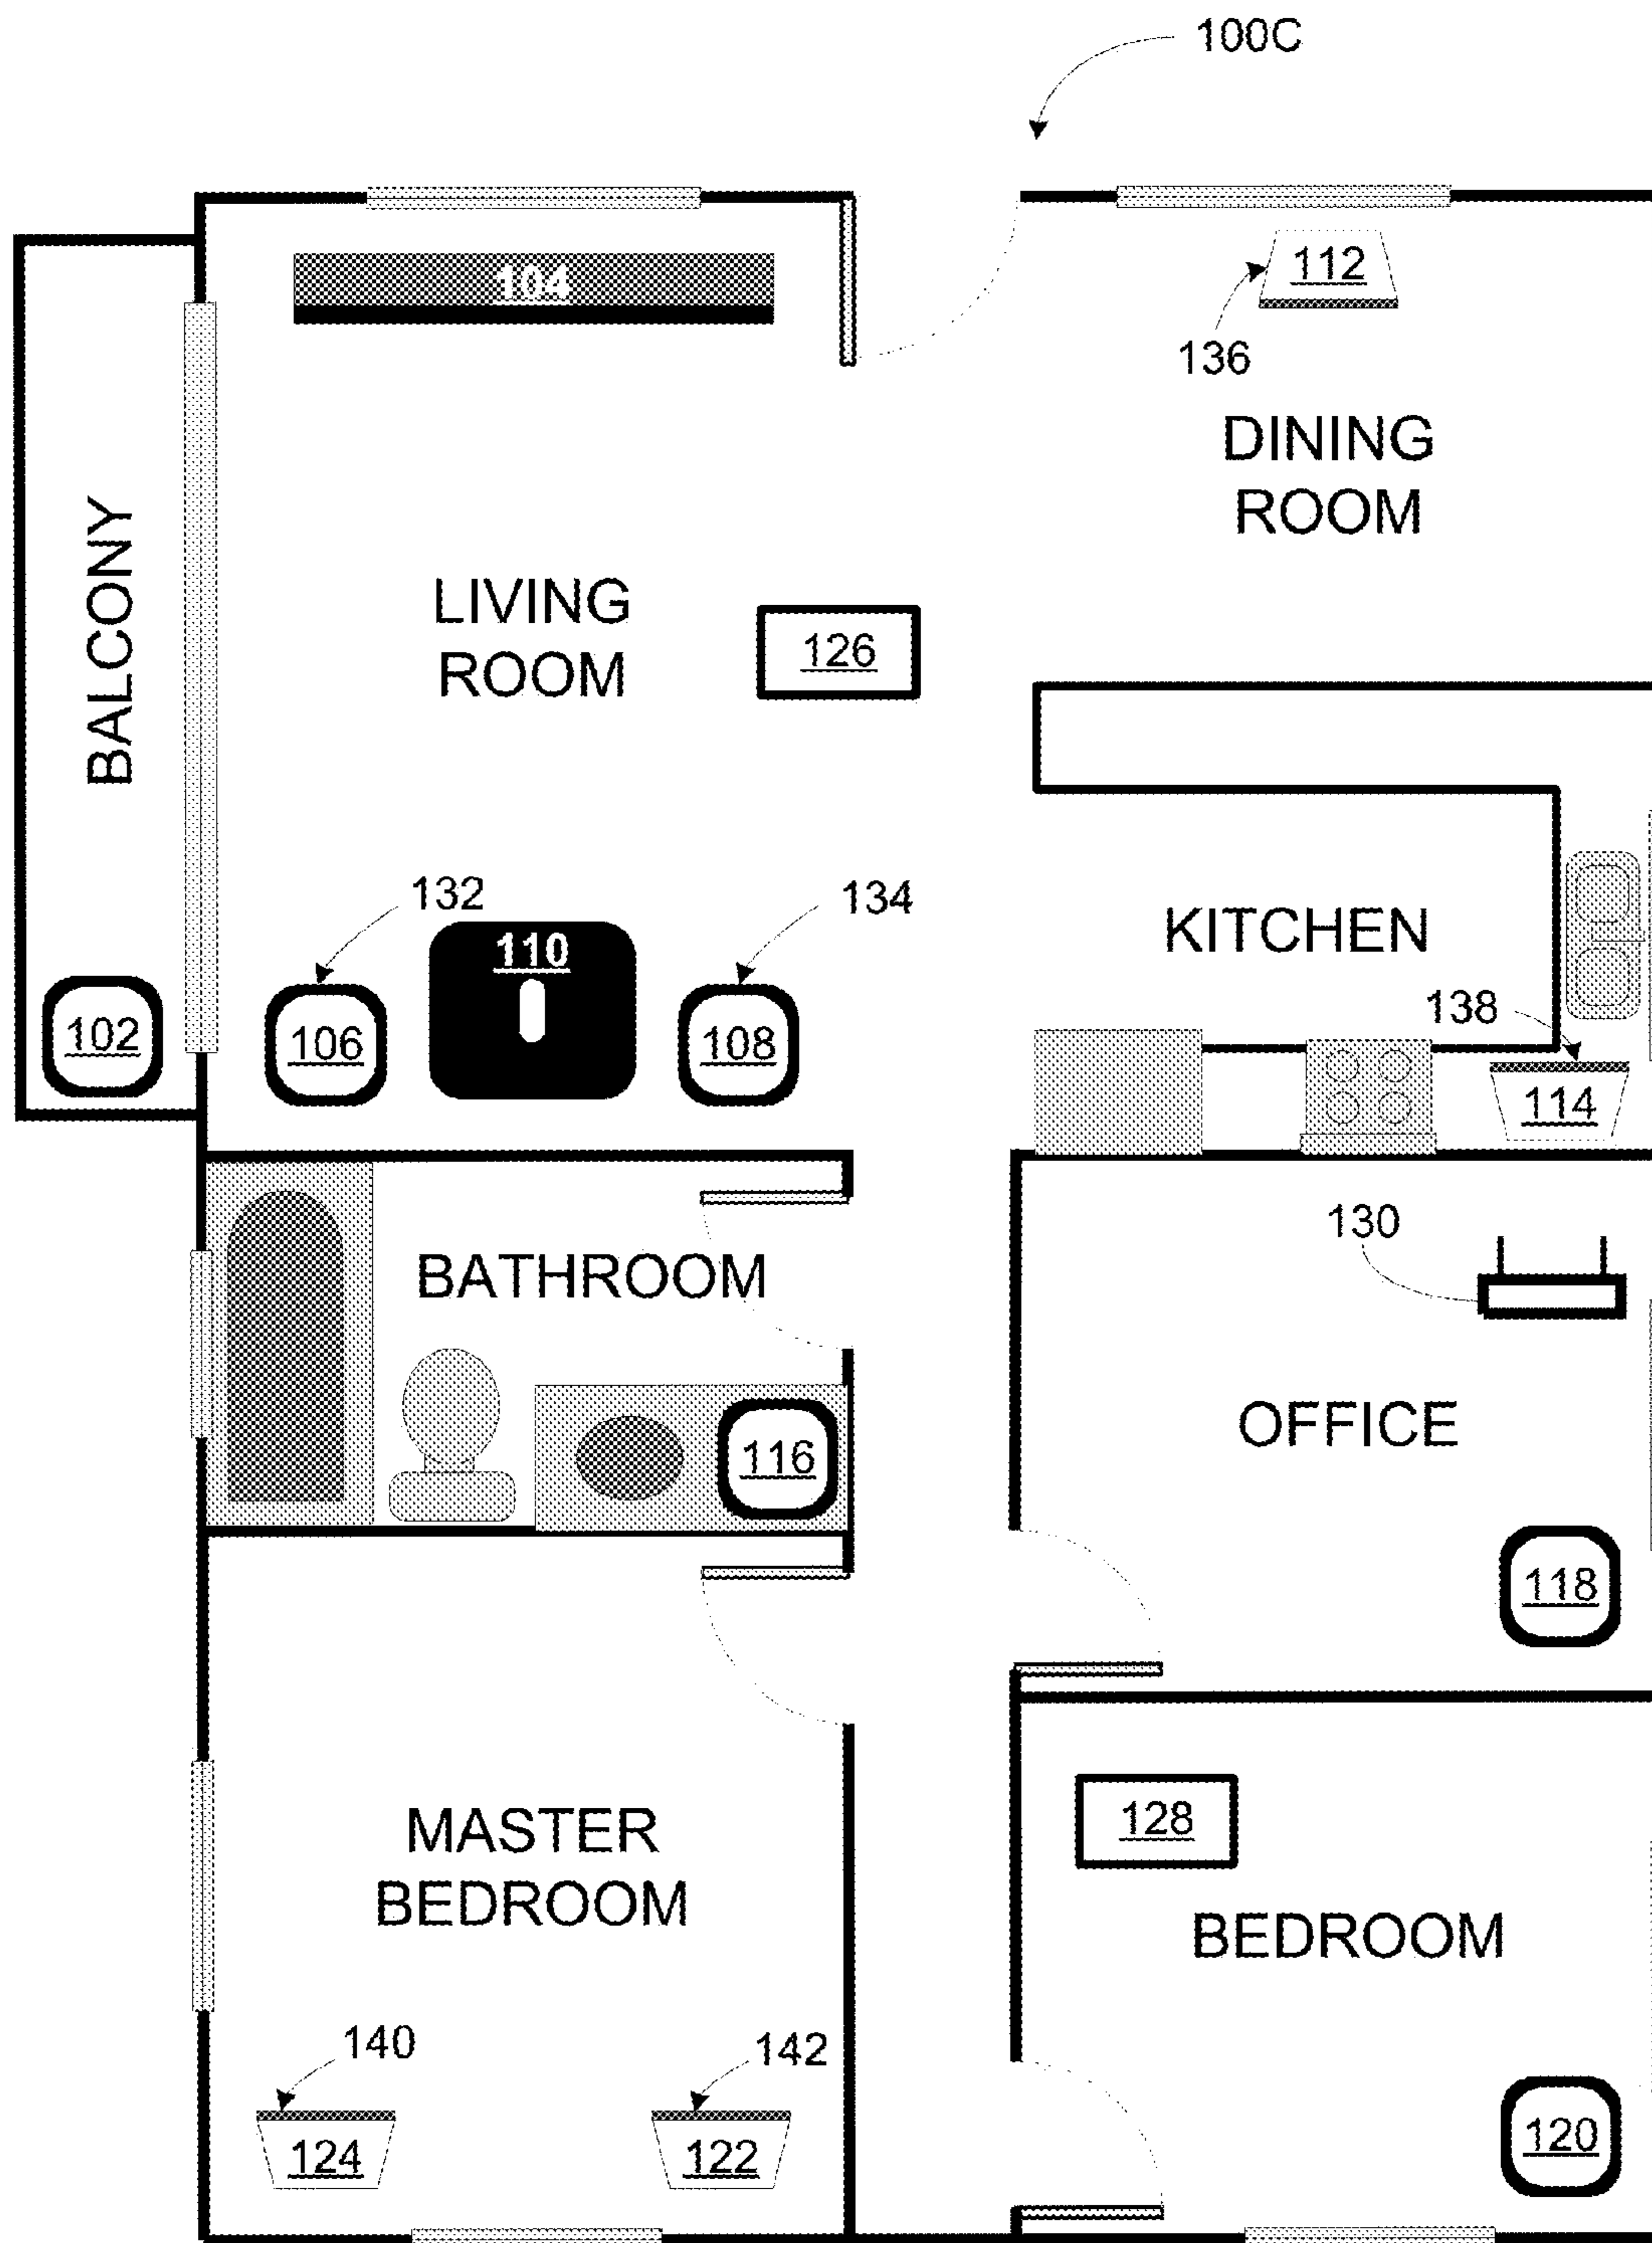 100C
104
112
136
DINING
ROOM
BALCONY
LIVING
ROOM
126
132
134
110
KITCHEN
138
102
106
108
114
130
BATHROOM
OFFICE
116
118
128
MASTER
BEDROOM
BEDROOM
140
142
124
122
120